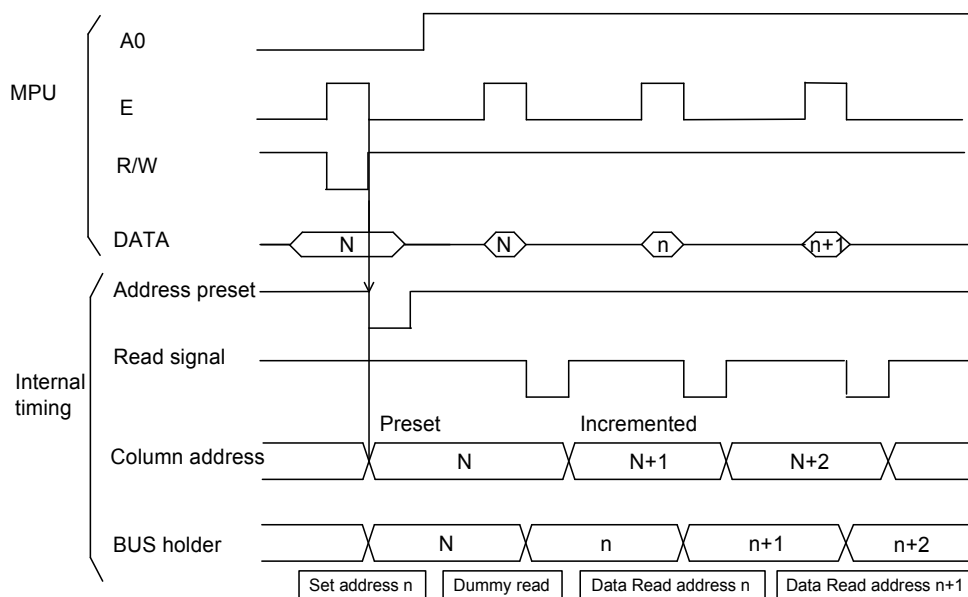 A0
MPU
E
R/W
DATA N N n n+1
Address preset
Read signal
Internal
timing
Preset Incremented
Column address N N+1 N+2
BUS holder N n n+1 n+2
Set address n Dummy read Data Read address n Data Read address n+1